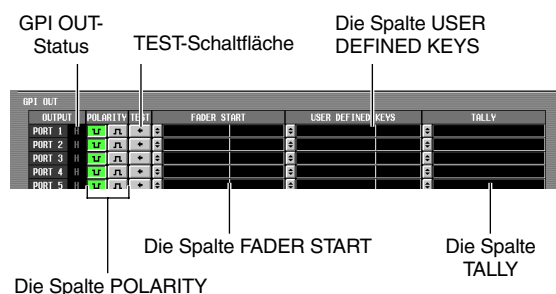 GPI OUT-
Status
TEST-Schaltfläche
Die Spalte USER
DEFINED KEYS
GPI OUT
OUTPUT POLARITY TEST FADER START USER DEFINED KEYS TALLY
PORT 1 H
PORT 2 H
PORT 3 H
PORT 4 H
PORT 5 H
Die Spalte FADER START
Die Spalte
TALLY
Die Spalte POLARITY